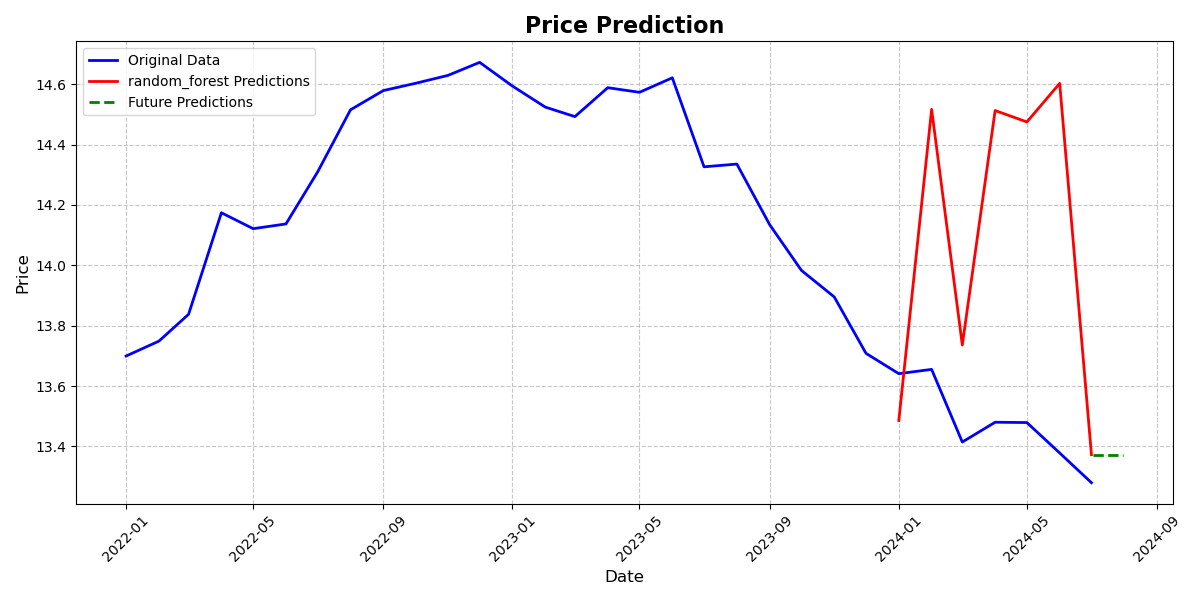 Price Prediction
Original Data
random_forest Predictions
Future Predictions
Price
14.6
14.4
14.2
14.0
13.8
13.6
13.4
2022-01
2022-05
2022-09
2023-01
2023-05
2023-09
2024-01
2024-05
2024-09
Date